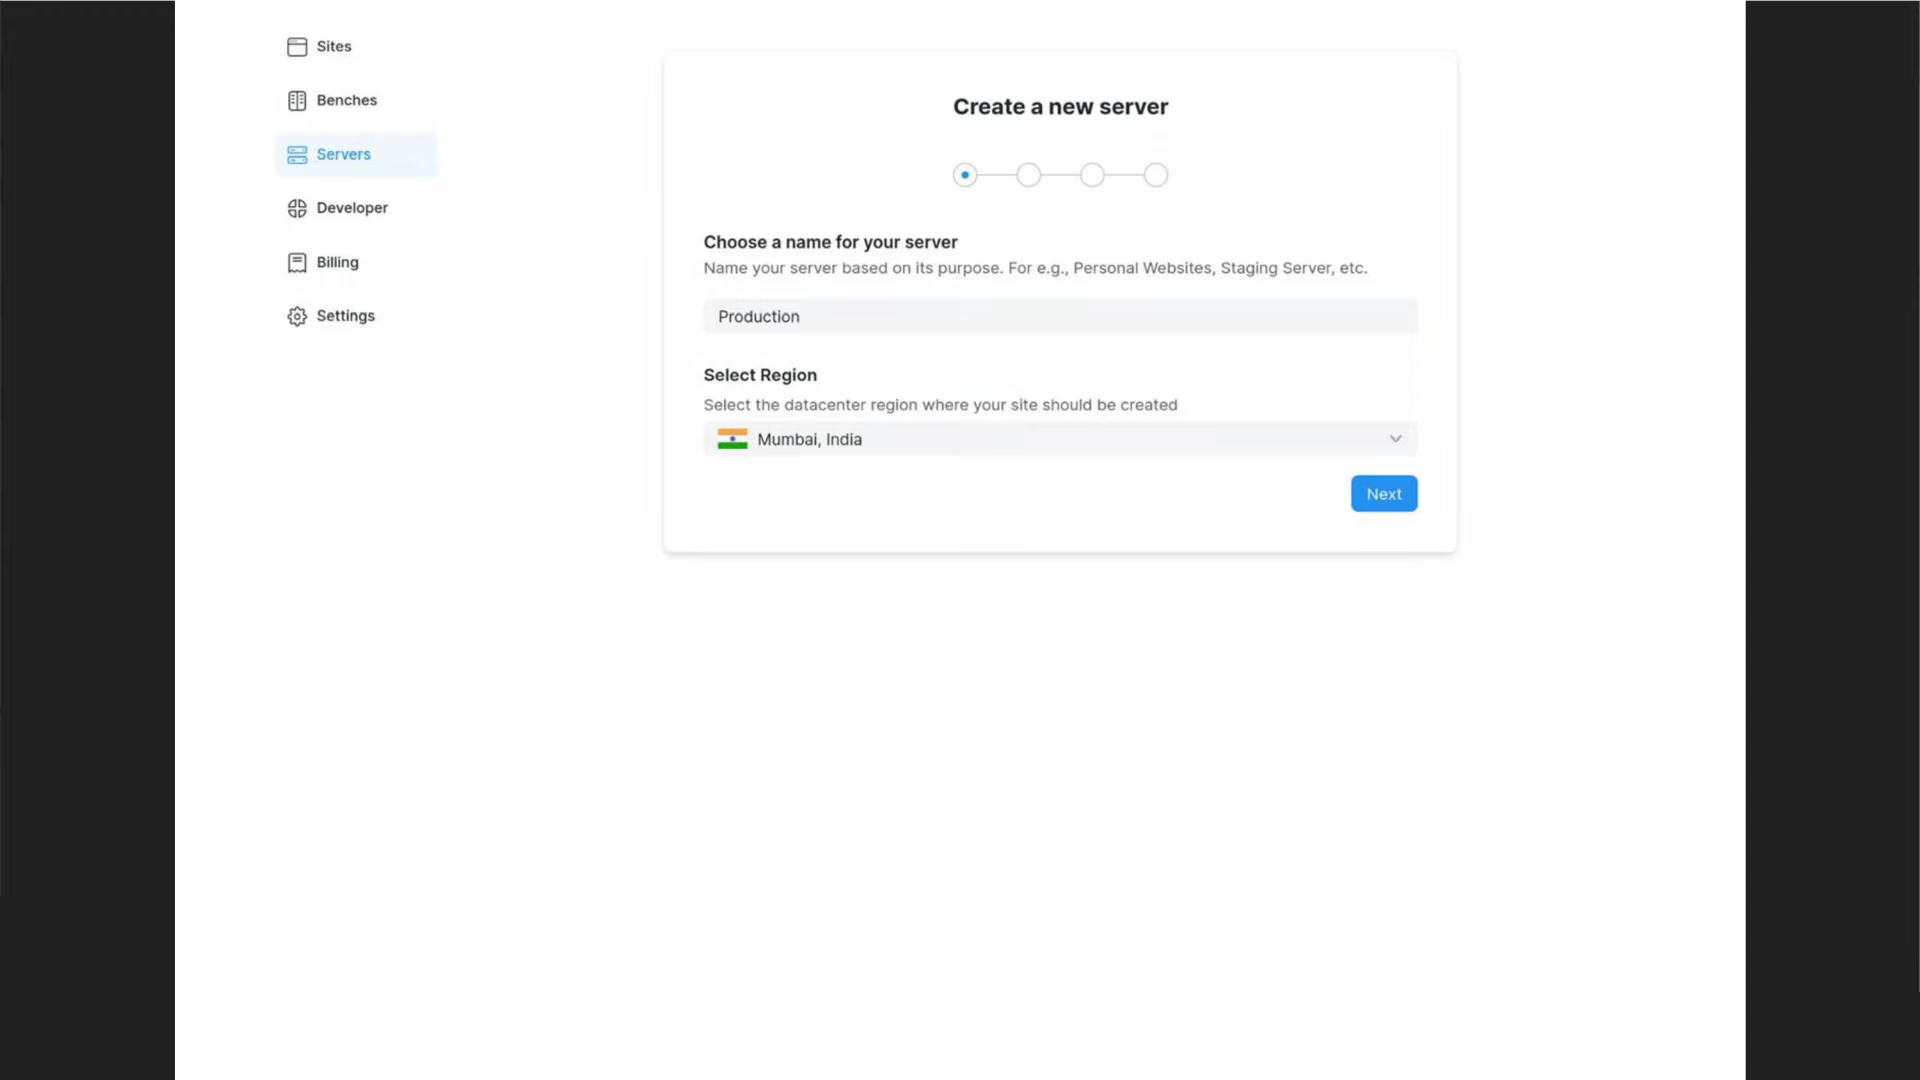 Sites
Benches
Servers
Developer
Billing
Settings
Create a new server
Choose a name for your server
Name your server based on its purpose. For e.g., Personal Websites, Staging Server, etc.
Production
Select Region
Select the datacenter region where your site should be created
Mumbai, India
Next